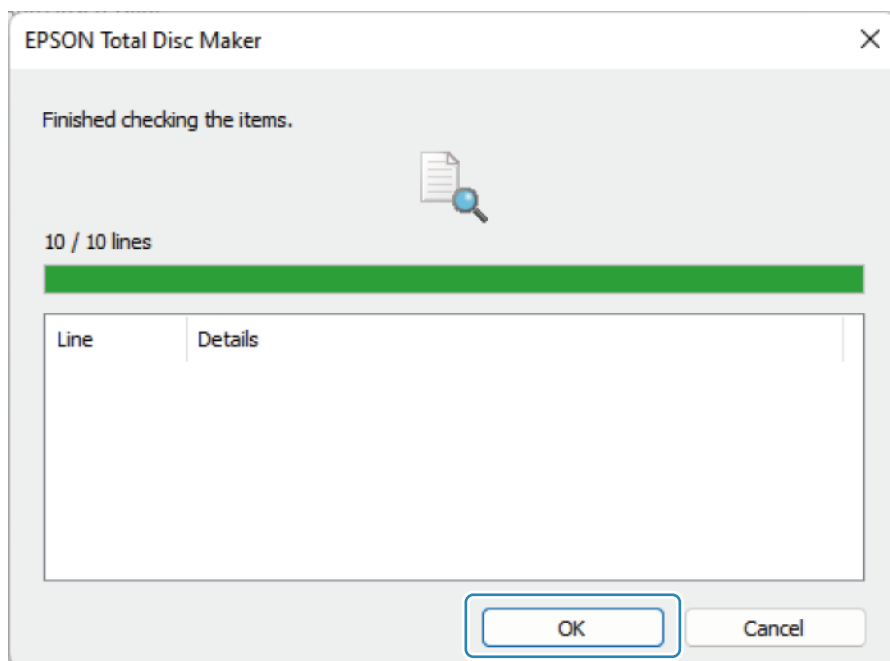 EPSON Total Disc Maker
Finished checking the items.
10 / 10 lines
Line Details
OK Cancel